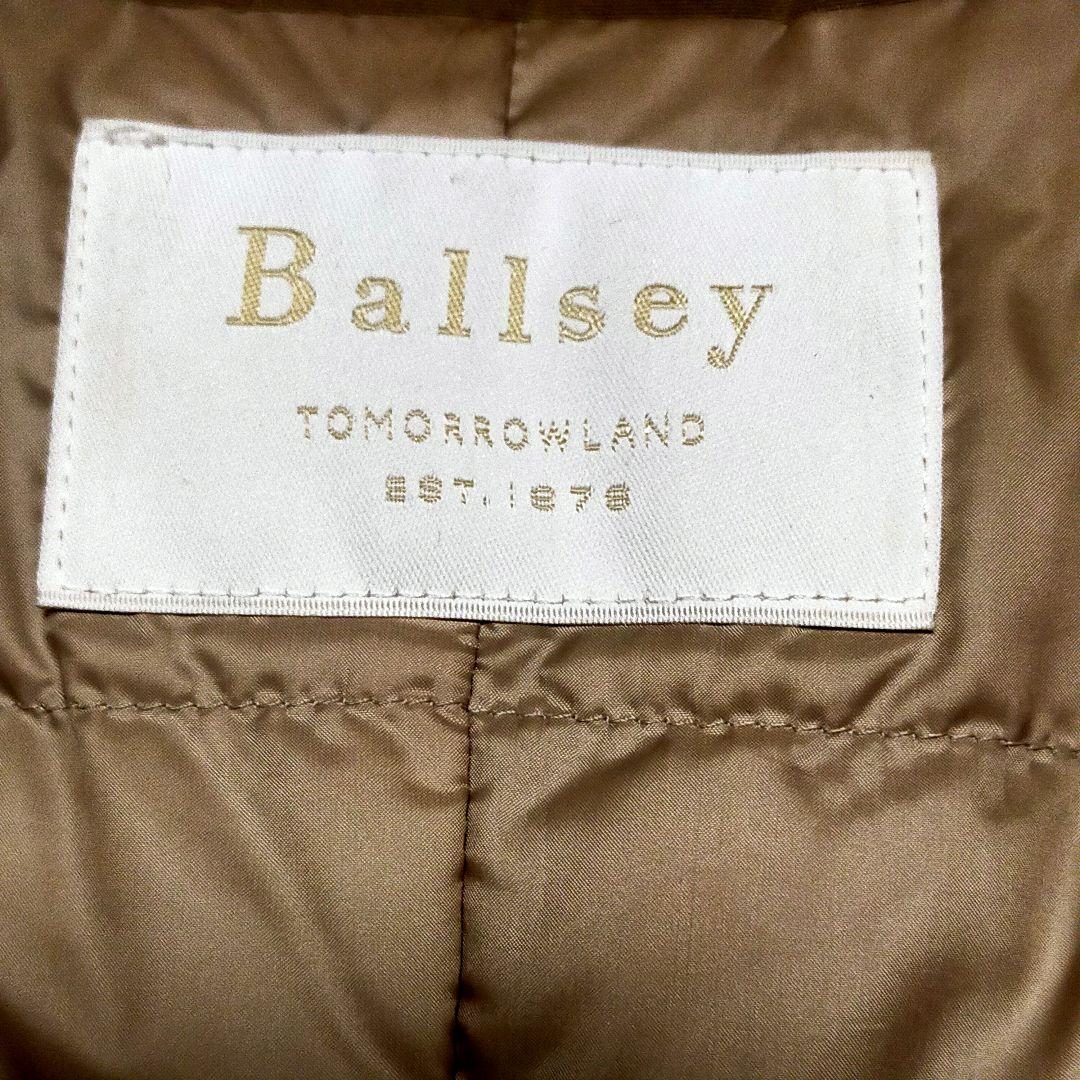 Ballsey
TOMORROWLAND
EST. 1978